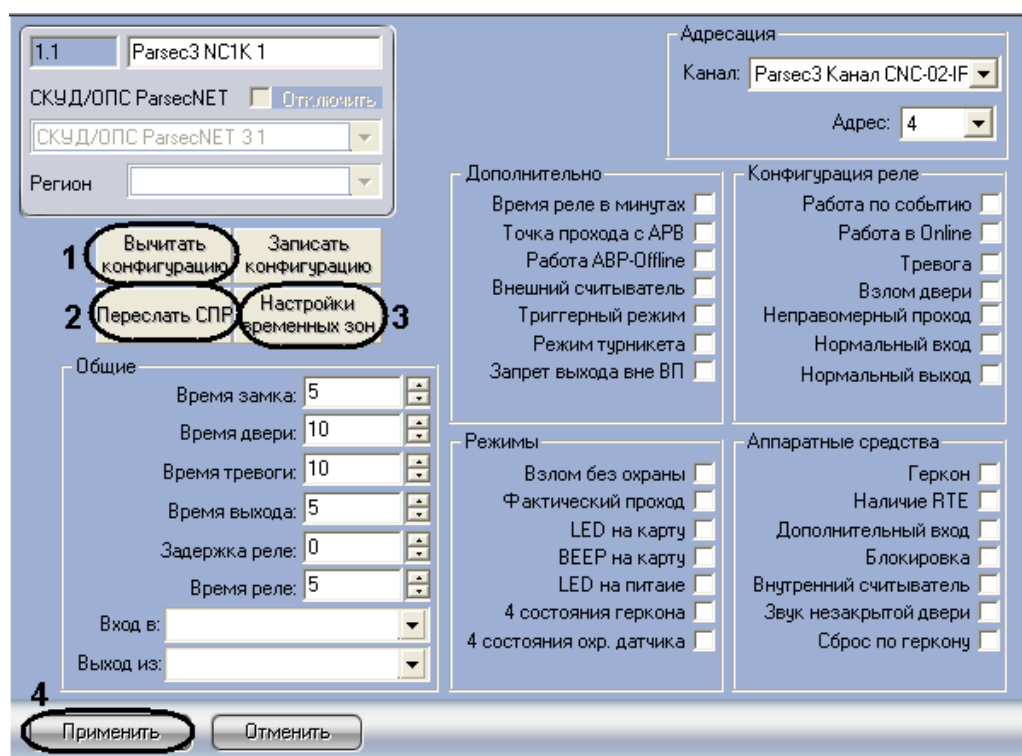 1.1
Parsec3 NC1K 1
СКУД/ОПС ParsecNET
Отключить
СКУД/ОПС ParsecNET 3 1
Регион
Адресация
Канал: Parsec3 Канал CNC-02-IF
Адрес: 4
1
Вычитать
конфигурацию
Записать
конфигурацию
2
Переслать СПР
Настройки
временных зон
3
Общие
Время замка: 5
Время двери: 10
Время тревоги: 10
Время выхода: 5
Задержка реле: 0
Время реле: 5
Вход в:
Выход из:
Дополнительно
Время реле в минутах
Точка прохода с APB
Работа ABP-Offline
Внешний считыватель
Триггерный режим
Режим турникета
Запрет выхода вне ВП
Конфигурация реле
Работа по событию
Работа в Online
Тревога
Взлом двери
Неправомерный проход
Нормальный вход
Нормальный выход
Режимы
Взлом без охраны
Фактический проход
LED на карту
BEEP на карту
LED на питаие
4 состояния геркона
4 состояния охр. датчика
Аппаратные средства
Геркон
Наличие RTE
Дополнительный вход
Блокировка
Внутренний считыватель
Звук незакрытой двери
Сброс по геркону
4
Применить
Отменить